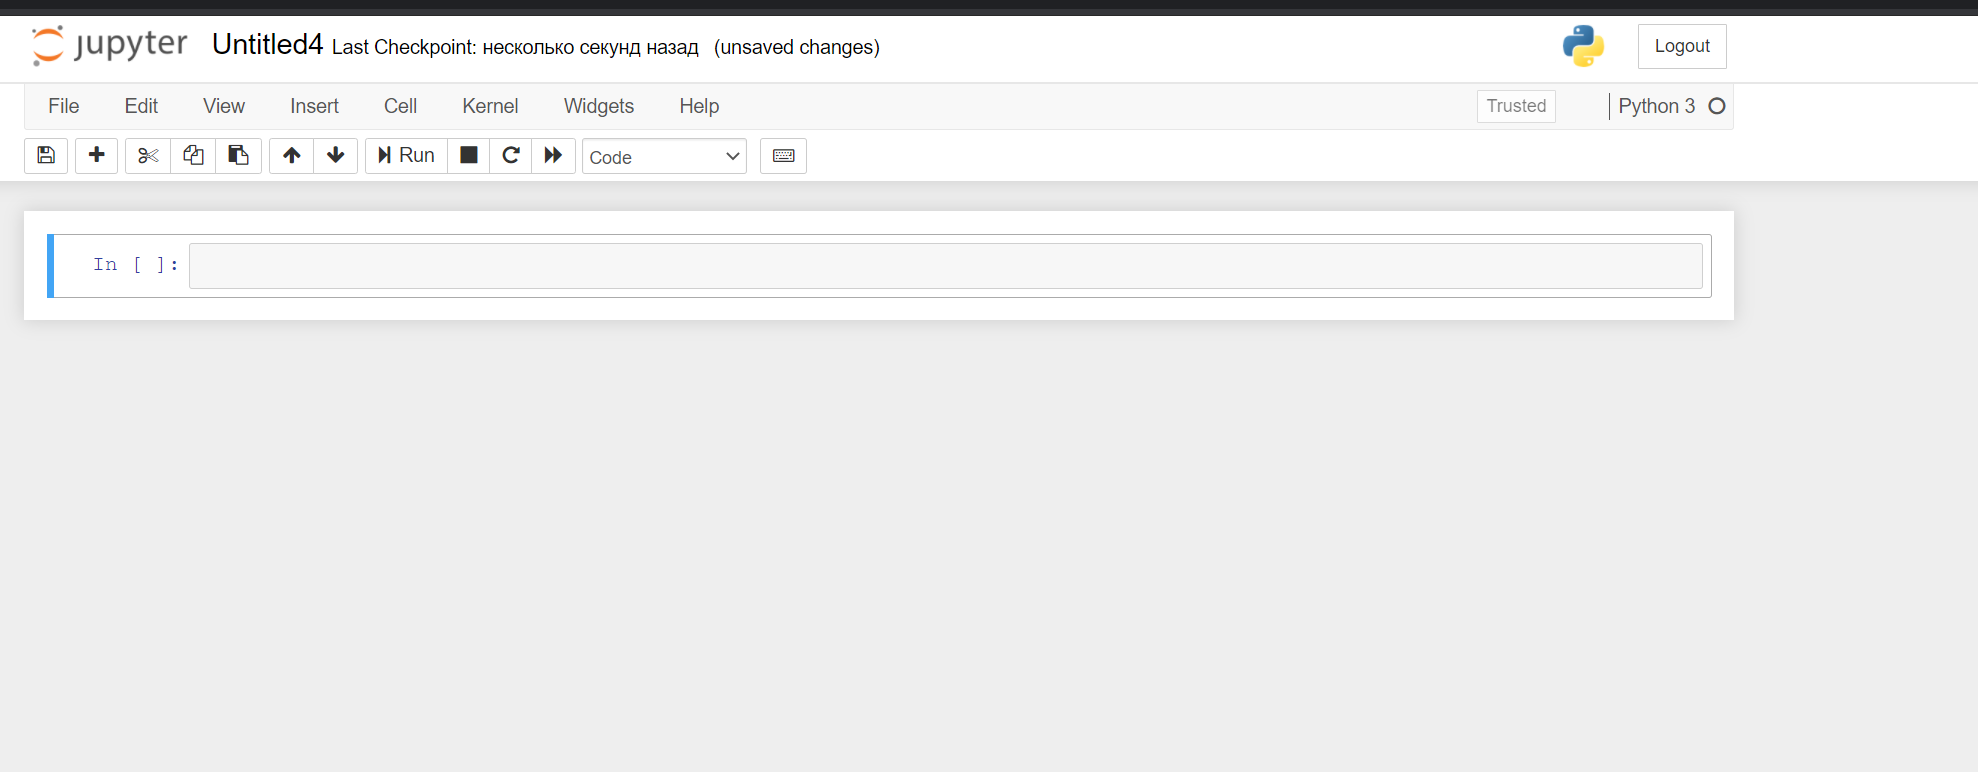 jupyter Untitled4 Last Checkpoint: несколько секунд назад (unsaved changes) Logout
File Edit View Insert Cell Kernel Widgets Help Trusted Python 3
Run Code
In [ ]: